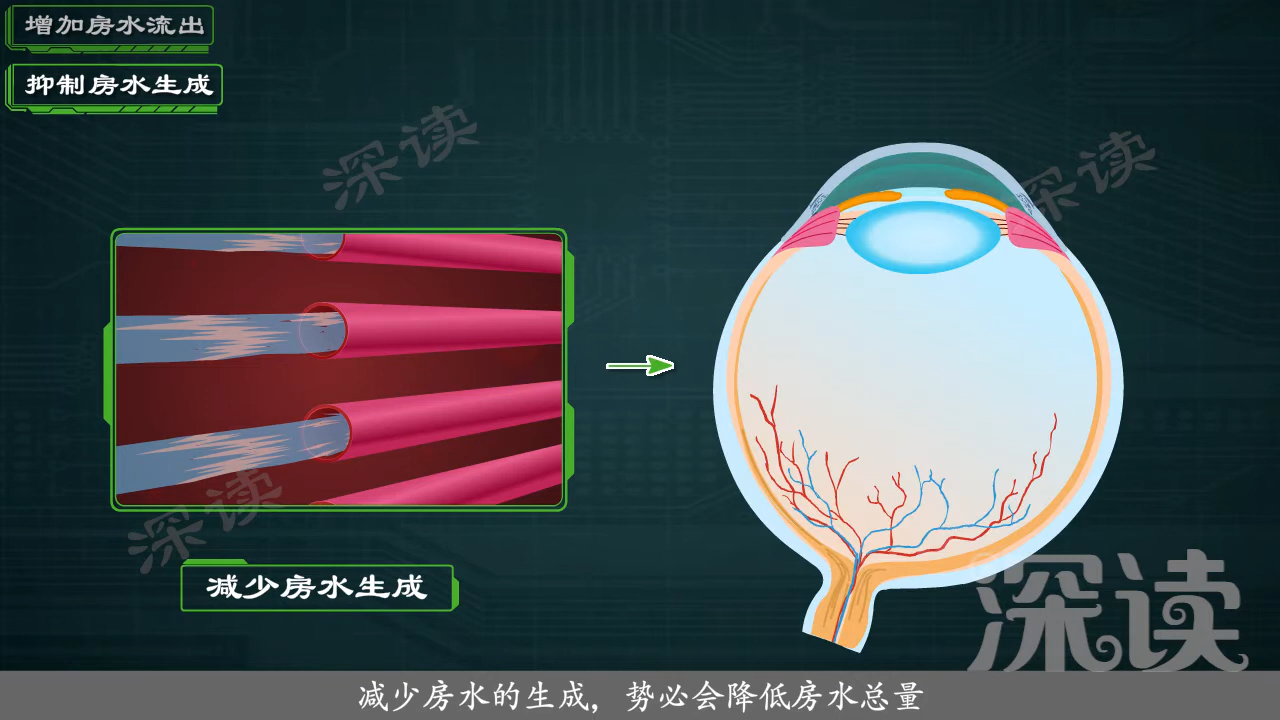 增加房水流出
抑制房水生成
深读
深读
深读
减少房水生成
深读
减少房水的生成，势必会降低房水总量